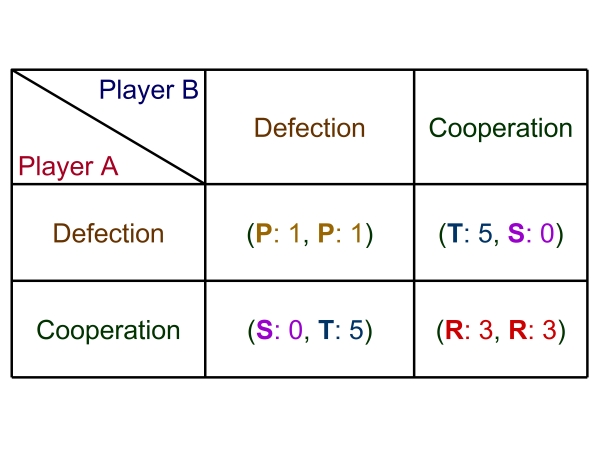 Player B
Player A
Defection
Cooperation
Defection
(P: 1, P: 1)
(T: 5, S: 0)
Cooperation
(S: 0, T: 5)
(R: 3, R: 3)